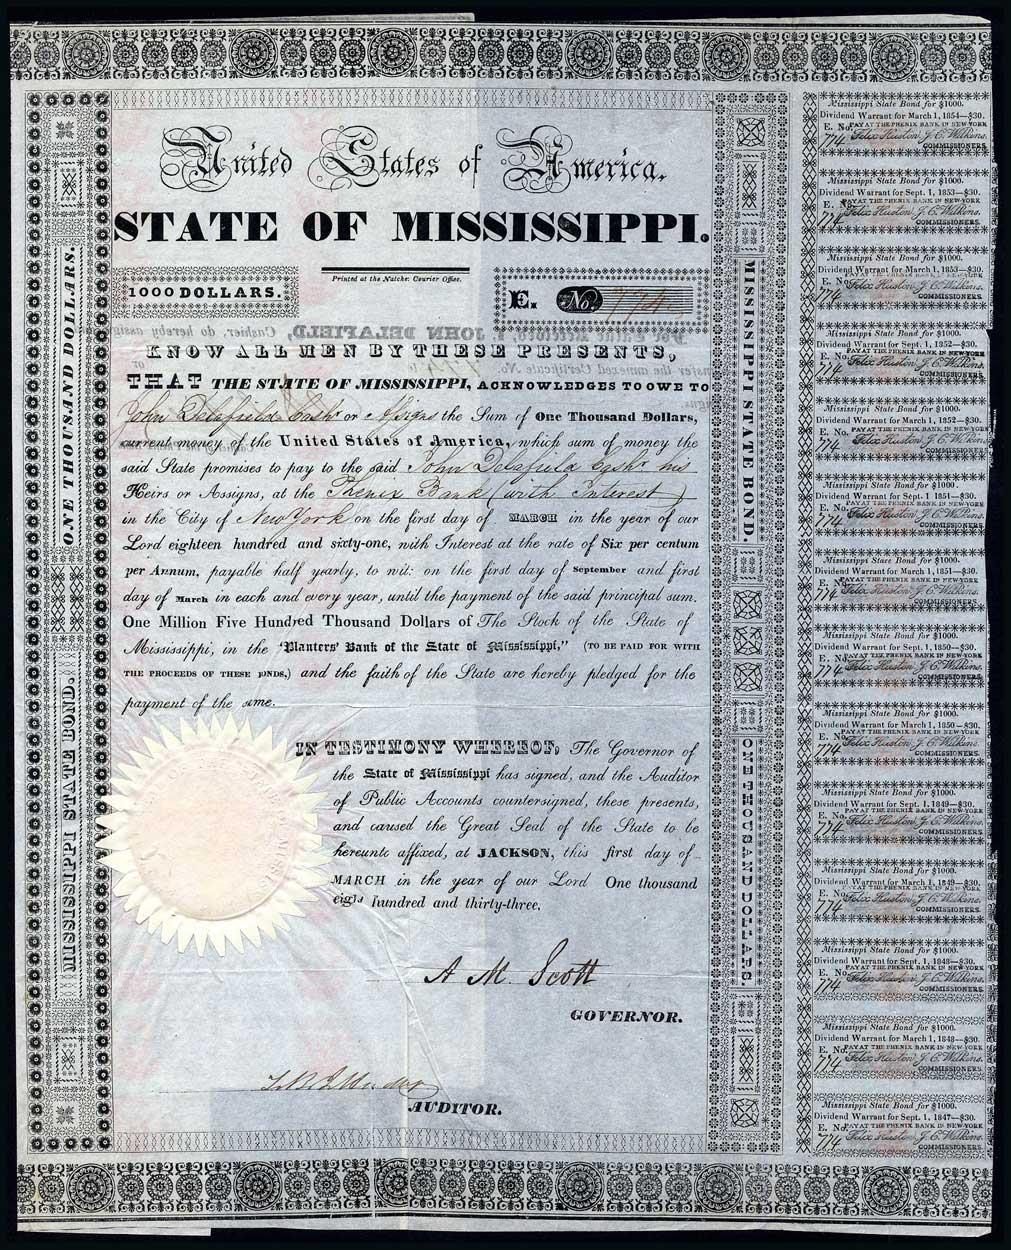 United States of America.
STATE OF MISSISSIPPI.
Printed at the Natchez Courier Office.
1000 DOLLARS.
E. No. 774
KNOW ALL MEN BY THESE PRESENTS,
THAT THE STATE OF MISSISSIPPI, ACKNOWLEDGES TO OWE TO
John Delafield Cashr or Assigns the Sum of One Thousand Dollars,
current money of the United States of America, which sum of money the
said State promises to pay to the said John Delafield Cashr his
Heirs or Assigns, at the Phenix Bank (with Interest)
in the City of New York on the first day of MARCH in the year of our
Lord eighteen hundred and sixty-one, with Interest at the rate of Six per centum
per Annum, payable half yearly, to wit: on the first day of September and first
day of March in each and every year, until the payment of the said principal sum.
One Million Five Hundred Thousand Dollars of The Stock of the State of
Mississippi, in the "Planters' Bank of the State of Mississippi," (TO BE PAID FOR WITH
THE PROCEEDS OF THESE BONDS,) and the faith of the State are hereby pledged for the
payment of the same.
IN TESTIMONY WHEREOF, The Governor of
the State of Mississippi has signed, and the Auditor
of Public Accounts countersigned, these presents,
and caused the Great Seal of the State to be
hereunto affixed, at JACKSON, this first day of
MARCH in the year of our Lord One thousand
eight hundred and thirty-three.
A M. Scott
GOVERNOR.
AUDITOR.
MISSISSIPPI STATE BOND. ONE THOUSAND DOLLARS.
MISSISSIPPI STATE BOND.
ONE THOUSAND DOLLARS.
Mississippi State Bond for $1000.
Dividend Warrant for March 1, 1854—$30.
E. No. PAY AT THE PHENIX BANK IN NEW YORK
774 Felix Huston J. C. Wilkins.
COMMISSIONERS.
Mississippi State Bond for $1000.
Dividend Warrant for Sept. 1, 1853—$30.
E. No. PAY AT THE PHENIX BANK IN NEW-YORK
774 Felix Huston J. C. Wilkins.
COMMISSIONERS.
Mississippi State Bond for $1000.
Dividend Warrant for March 1, 1853—$30.
E. No. PAY AT THE PHENIX BANK IN NEW-YORK
774 Felix Huston J. C. Wilkins.
COMMISSIONERS.
Mississippi State Bond for $1000.
Dividend Warrant for Sept. 1, 1852—$30.
E. No. PAY AT THE PHENIX BANK IN NEW-YORK
774 Felix Huston J. C. Wilkins.
COMMISSIONERS.
Mississippi State Bond for $1000.
Dividend Warrant for March 1, 1852—$30.
E. No. PAY AT THE PHENIX BANK IN NEW-YORK
774 Felix Huston J. C. Wilkins.
COMMISSIONERS.
Mississippi State Bond for $1000.
Dividend Warrant for Sept. 1 1851—$30.
E. No. PAY AT THE PHENIX BANK IN NEW-YORK
774 Felix Huston J. C. Wilkins.
COMMISSIONERS.
Mississippi State Bond for $1000.
Dividend Warrant for March 1, 1851—$30.
E. No. PAY AT THE PHENIX BANK IN NEW-YORK
774 Felix Huston J. C. Wilkins.
COMMISSIONERS.
Mississippi State Bond for $1000.
Dividend Warrant for Sept. 1, 1850—$30
E. No. PAY AT THE PHENIX BANK IN NEW-YORK
774 Felix Huston J. C. Wilkins.
COMMISSIONERS.
Mississippi State Bond for $1000.
Dividend Warrant for March 1, 1850—$30
E. No. PAY AT THE PHENIX BANK IN NEW-YORK
774 Felix Huston J. C. Wilkins.
COMMISSIONERS.
Mississippi State Bond for $1000.
Dividend Warrant for Sept. 1, 1849—$30.
E. No. PAY AT THE PHENIX BANK IN NEW-YORK
774 Felix Huston J. C. Wilkins.
COMMISSIONERS.
Mississippi State Bond for $1000.
Dividend Warrant for March 1, 1849—$30.
E. No. PAY AT THE PHENIX BANK IN NEW-YORK
774 Felix Huston J. C. Wilkins.
COMMISSIONERS.
Mississippi State Bond for $1000.
Dividend Warrant for Sept. 1, 1848—$30.
E. No. PAY AT THE PHENIX BANK IN NEW-YORK
774 Felix Huston J. C. Wilkins.
COMMISSIONERS.
Mississippi State Bond for $1000.
Dividend Warrant for March 1, 1848—$30.
E. No. PAY AT THE PHENIX BANK IN NEW-YORK
774 Felix Huston J. C. Wilkins.
COMMISSIONERS.
Mississippi State Bond for $1000.
Dividend Warrant for Sept. 1, 1847—$30.
E. No. PAY AT THE PHENIX BANK IN NEW-YORK
774 Felix Huston J. C. Wilkins.
COMMISSIONERS.